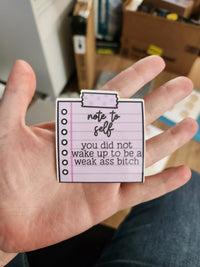 note to
self
you did not
wake up to be a
weak ass bitch